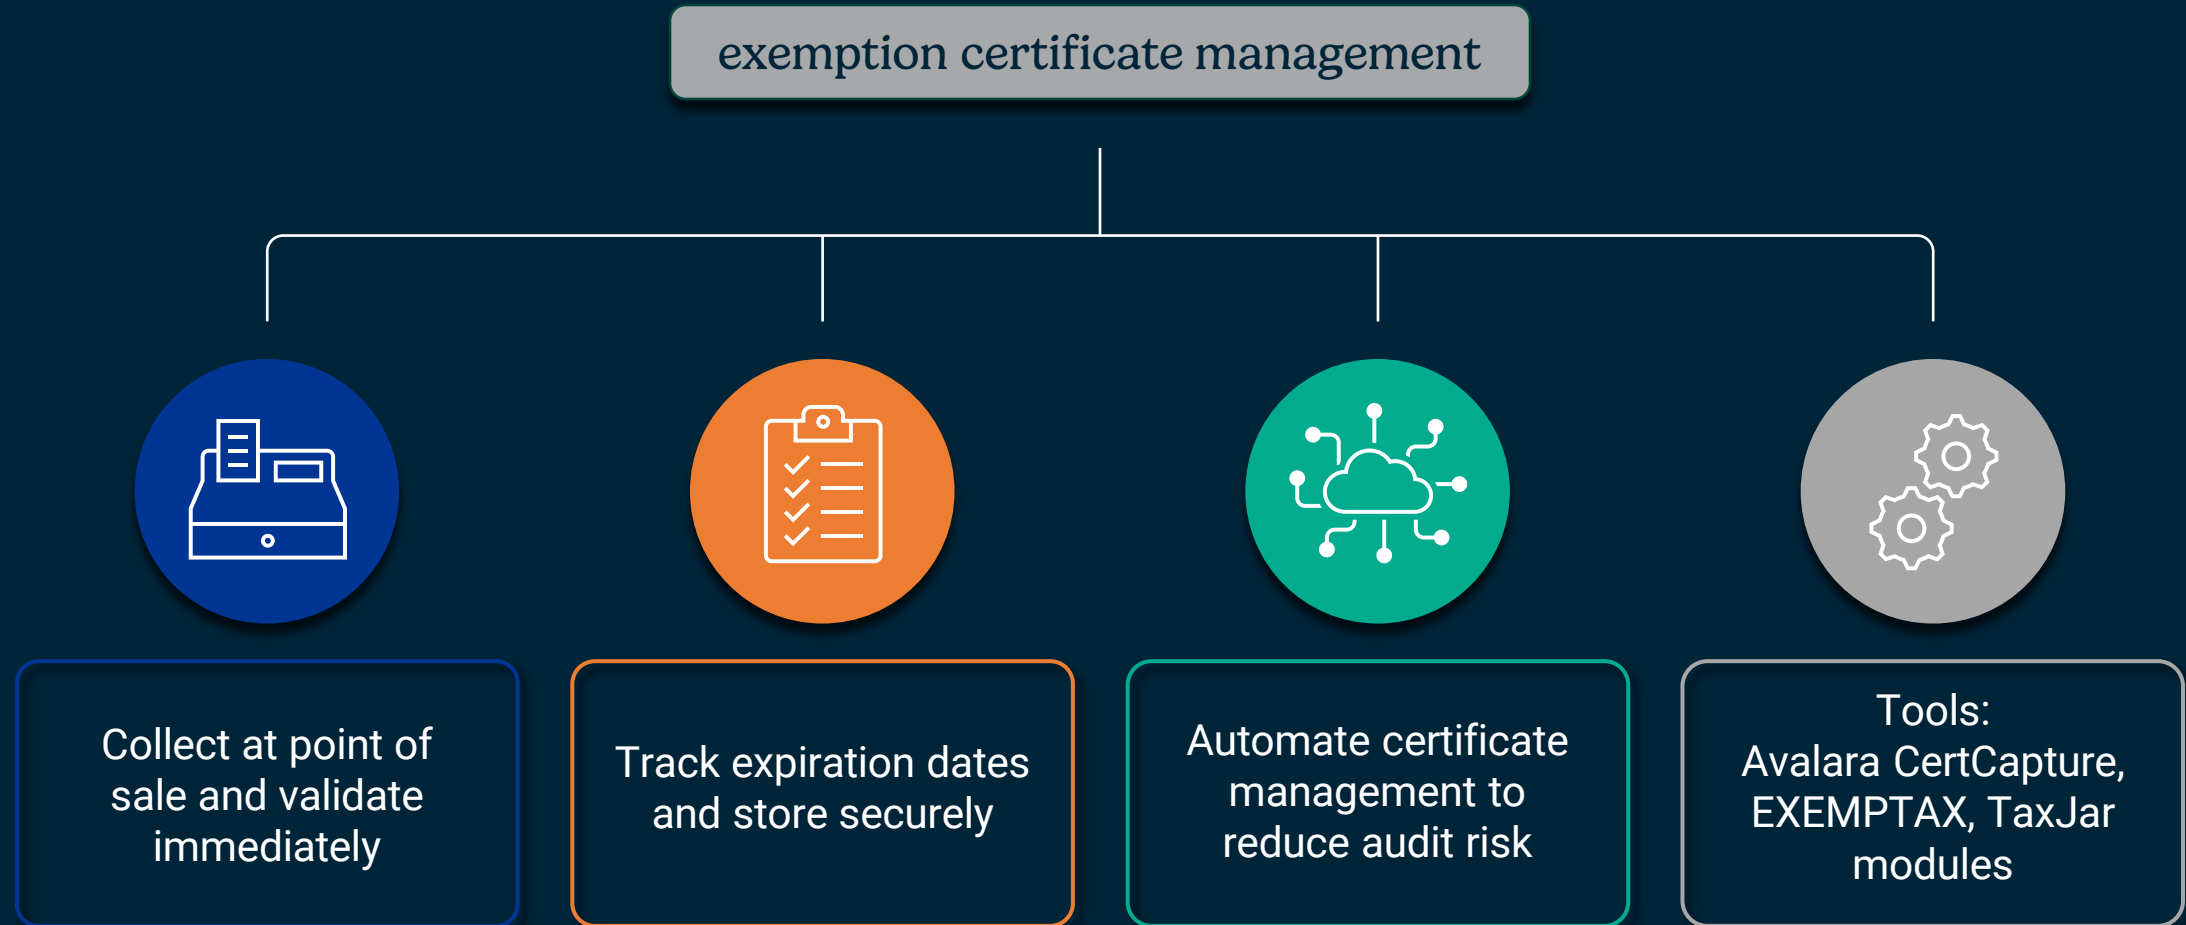 exemption certificate management
Collect at point of
sale and validate
immediately
Track expiration dates
and store securely
Automate certificate
management to
reduce audit risk
Tools:
Avalara CertCapture,
EXEMPTAX, TaxJar
modules